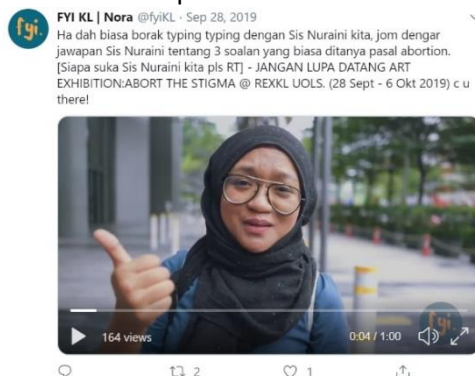 FYI KL | Nora @fyiKL · Sep 28, 2019
fyi.
Ha dah biasa borak typing typing dengan Sis Nuraini kita, jom dengar
jawapan Sis Nuraini tentang 3 soalan yang biasa ditanya pasal abortion.
[Siapa suka Sis Nuraini kita pls RT] - JANGAN LUPA DATANG ART
EXHIBITION:ABORT THE STIGMA @ REXKL UOLS. (28 Sept - 6 Okt 2019) c u
there!
fyi.
164 views 0:04 / 1:00
2 1